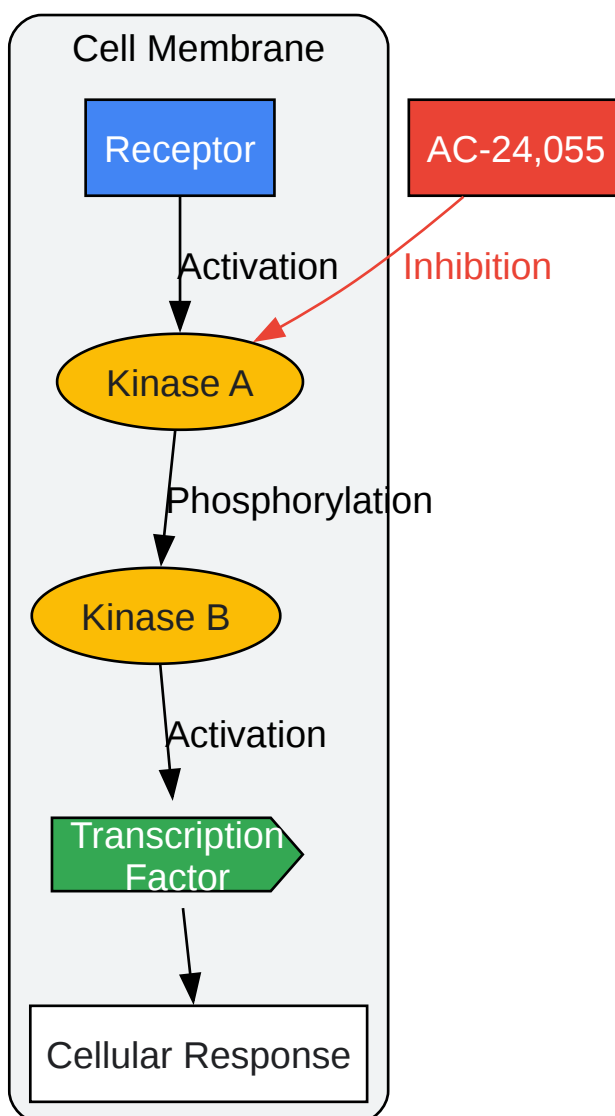 Cell Membrane
Receptor
AC-24,055
Activation
Inhibition
Kinase A
Phosphorylation
Kinase B
Activation
Transcription
Factor
Cellular Response